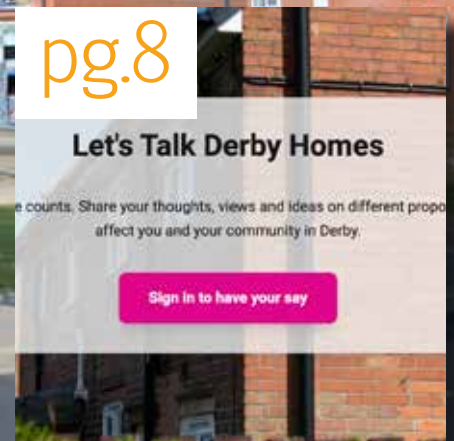 pg.8
Let's Talk Derby Homes
e counts. Share your thoughts, views and ideas on different propo
affect you and your community in Derby.
Sign in to have your say